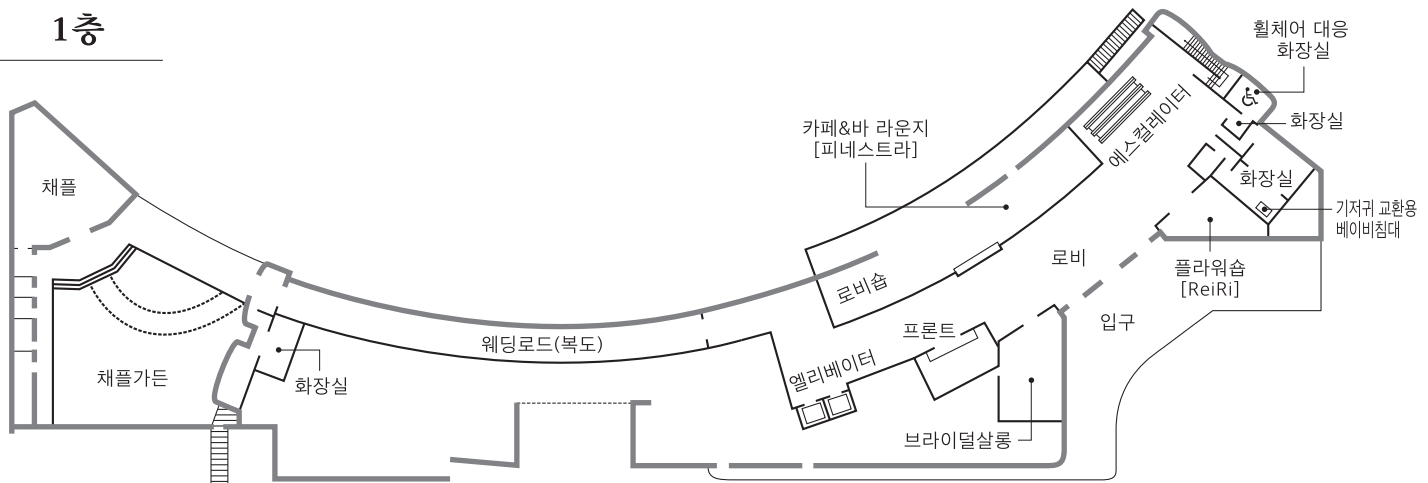 1층
휠체어 대응
화장실
카페&바 라운지
[피네스트라]
에스컬레이터
화장실
채플
화장실
기저귀 교환용
베이비침대
로비
플라워숍
[ReiRi]
로비숍
입구
프론트
웨딩로드(복도)
엘리베이터
채플가든
화장실
브라이덜살롱